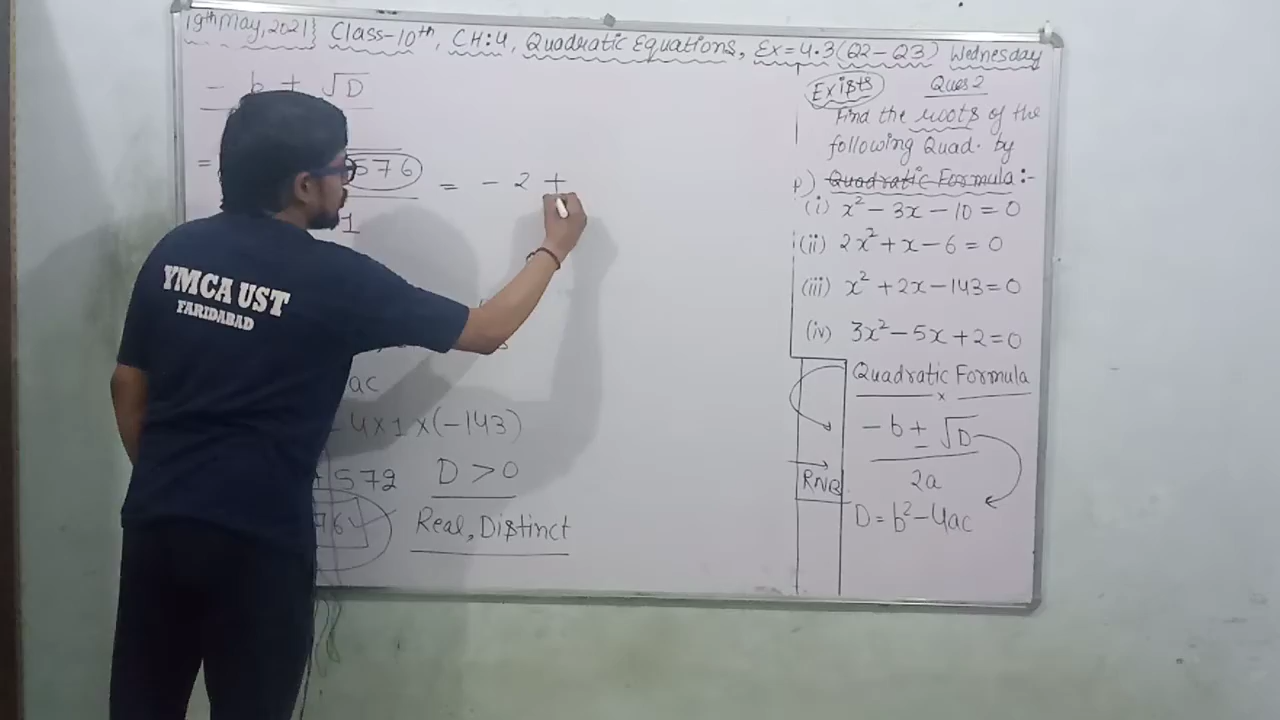 19th May, 2021} Class-10th, CH:4, Quadratic Equations, Ex=4.3(Q2-Q3) Wednesday
- b ± √D
=
576 = - 2 +
1
ac
4x1x(-143)
572 D > 0
76 Real, Distinct
Exists Ques 2
Find the roots of the
following Quad. by
Quadratic Formula:-
(i) x² - 3x - 10 = 0
(ii) 2x² + x - 6 = 0
(iii) x² + 2x - 143 = 0
(iv) 3x² - 5x + 2 = 0
Quadratic Formula
x
- b ± √D
2a
D = b² - 4ac
YMCA UST
FARIDABAD